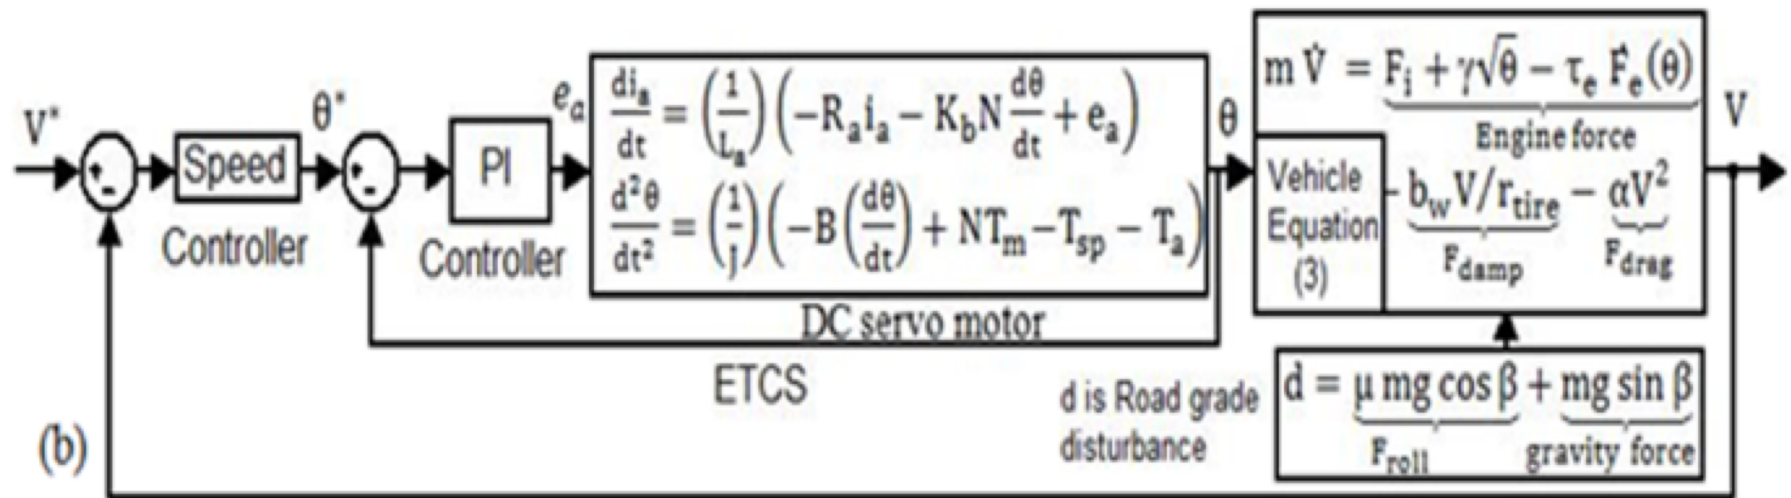 V*
+
-
Speed
Controller
θ*
+
-
PI
Controller
e_a
di_a/dt = (1/L_a) (−R_a i_a − K_b N dθ/dt + e_a)
d²θ/dt² = (1/J) (−B (dθ/dt) + NT_m − T_sp − T_a)
DC servo motor
ETCS
θ
m V̇ = F_i + γ√θ − τ_e Ḟ_e(θ)
Engine force
Vehicle
Equation
(3)
- b_w V/r_tire − αV²
F_damp F_drag
V
d is Road grade
disturbance
d = μ mg cos β + mg sin β
F_roll gravity force
(b)